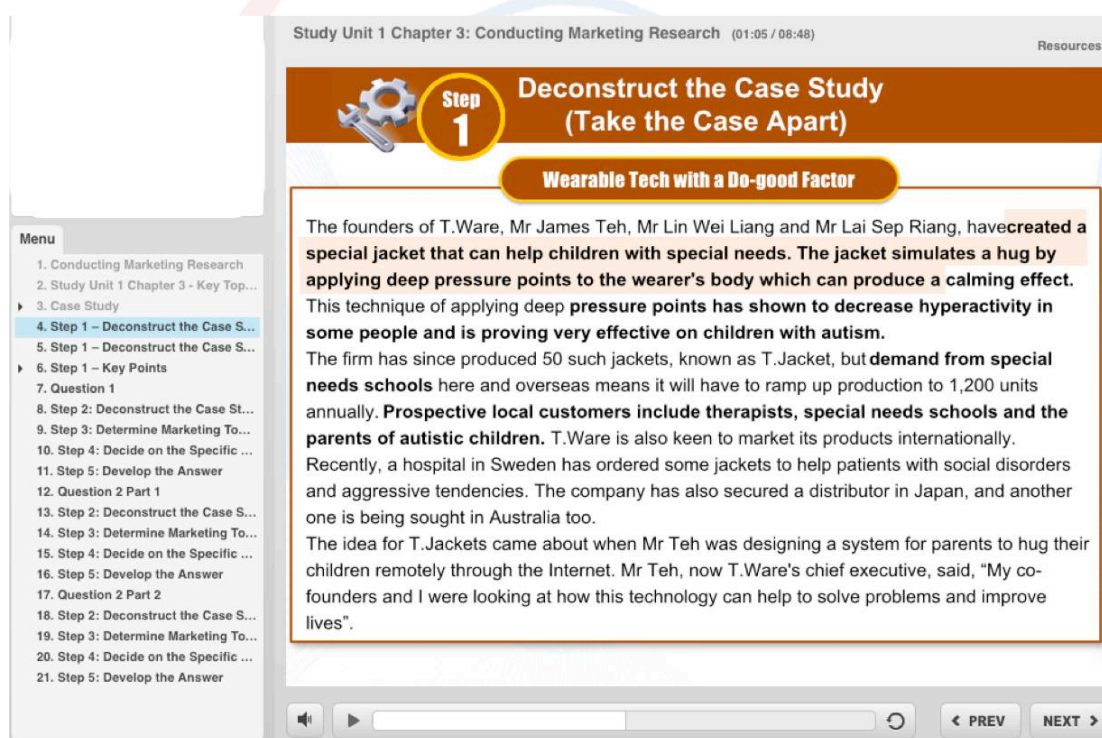 Study Unit 1 Chapter 3: Conducting Marketing Research (01:05 / 08:48)
Resources
Step
1
Deconstruct the Case Study
(Take the Case Apart)
Wearable Tech with a Do-good Factor
The founders of T.Ware, Mr James Teh, Mr Lin Wei Liang and Mr Lai Sep Riang, havecreated a
special jacket that can help children with special needs. The jacket simulates a hug by
applying deep pressure points to the wearer's body which can produce a calming effect.
This technique of applying deep pressure points has shown to decrease hyperactivity in
some people and is proving very effective on children with autism.
The firm has since produced 50 such jackets, known as T.Jacket, but demand from special
needs schools here and overseas means it will have to ramp up production to 1,200 units
annually. Prospective local customers include therapists, special needs schools and the
parents of autistic children. T.Ware is also keen to market its products internationally.
Recently, a hospital in Sweden has ordered some jackets to help patients with social disorders
and aggressive tendencies. The company has also secured a distributor in Japan, and another
one is being sought in Australia too.
The idea for T.Jackets came about when Mr Teh was designing a system for parents to hug their
children remotely through the Internet. Mr Teh, now T.Ware's chief executive, said, “My co-
founders and I were looking at how this technology can help to solve problems and improve
lives”.
Menu
1. Conducting Marketing Research
2. Study Unit 1 Chapter 3 - Key Top...
3. Case Study
4. Step 1 – Deconstruct the Case S...
5. Step 1 – Deconstruct the Case S...
6. Step 1 – Key Points
7. Question 1
8. Step 2: Deconstruct the Case St...
9. Step 3: Determine Marketing To...
10. Step 4: Decide on the Specific ...
11. Step 5: Develop the Answer
12. Question 2 Part 1
13. Step 2: Deconstruct the Case S...
14. Step 3: Determine Marketing To...
15. Step 4: Decide on the Specific ...
16. Step 5: Develop the Answer
17. Question 2 Part 2
18. Step 2: Deconstruct the Case S...
19. Step 3: Determine Marketing To...
20. Step 4: Decide on the Specific ...
21. Step 5: Develop the Answer
PREV
NEXT